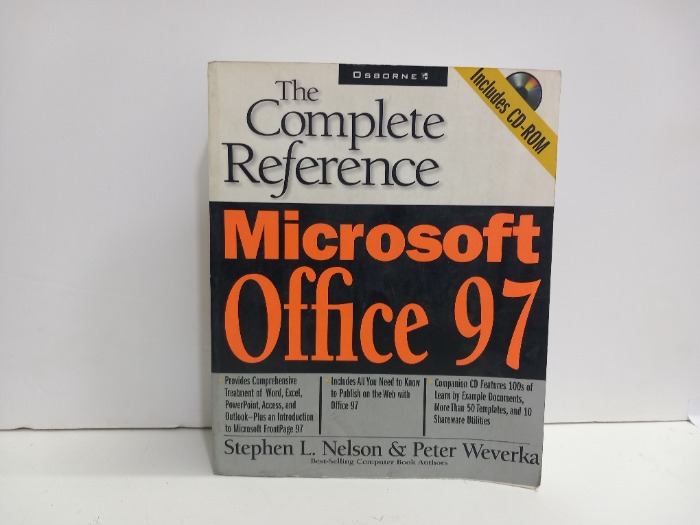 OSBORNE
Includes CD-ROM
The
Complete
Reference
Microsoft
Office 97
Provides Comprehensive
Treatment of Word, Excel,
PowerPoint, Access, and
Outlook–Plus an Introduction
to Microsoft FrontPage 97
Includes All You Need to Know
to Publish on the Web with
Office 97
Companion CD Features 100s of
Learn by Example Documents,
More Than 50 Templates, and 10
Shareware Utilities
Stephen L. Nelson & Peter Weverka
Best-Selling Computer Book Authors